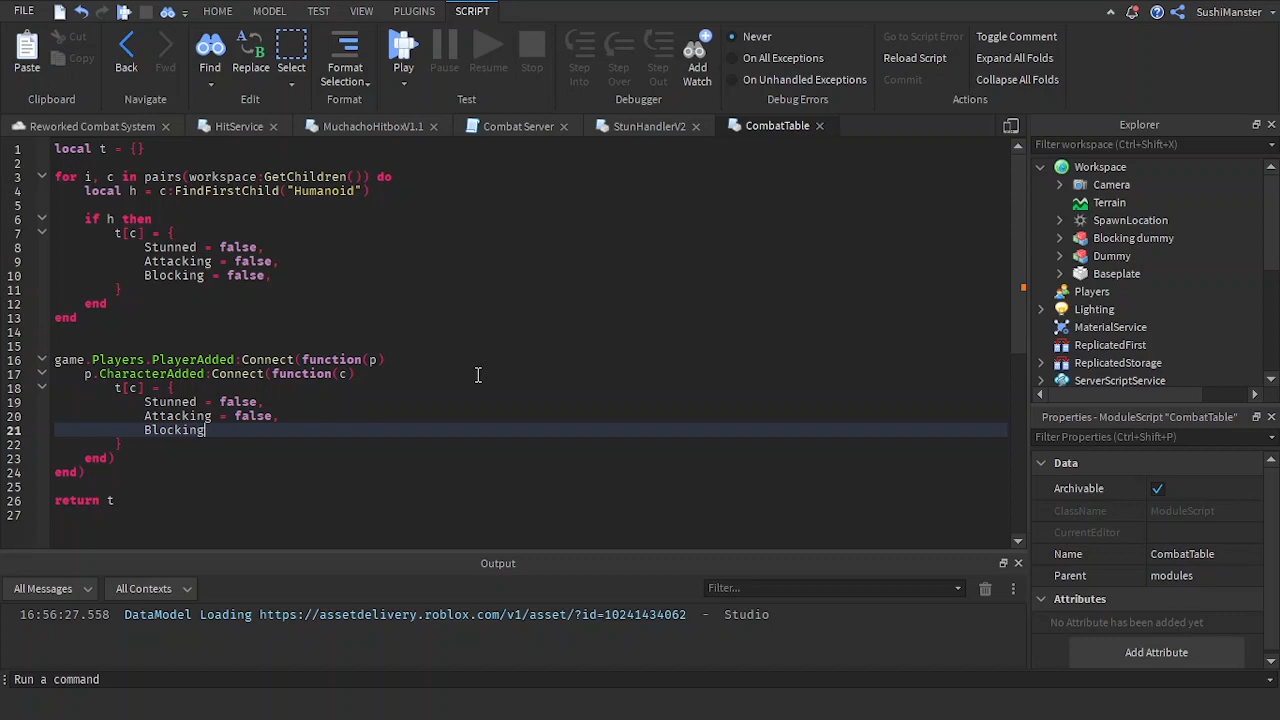 FILE HOME MODEL TEST VIEW PLUGINS SCRIPT SushiManster
Paste Cut Copy
Clipboard
Back Fwd
Navigate
Find Replace Select
Edit
Format Selection
Format
Play Pause Resume Stop
Test
Step Into Step Over Step Out Add Watch
Debugger
Never
On All Exceptions
On Unhandled Exceptions
Debug Errors
Go to Script Error Toggle Comment
Reload Script Expand All Folds
Commit Collapse All Folds
Actions
Reworked Combat System HitService MuchachoHitboxV1.1 Combat Server StunHandlerV2 CombatTable
1 local t = {}
2
3 for i, c in pairs(workspace:GetChildren()) do
4 local h = c:FindFirstChild("Humanoid")
5
6 if h then
7 t[c] = {
8 Stunned = false,
9 Attacking = false,
10 Blocking = false,
11 }
12 end
13 end
14
15
16 game.Players.PlayerAdded:Connect(function(p)
17 p.CharacterAdded:Connect(function(c)
18 t[c] = {
19 Stunned = false,
20 Attacking = false,
21 Blocking
22 }
23 end)
24 end)
25
26 return t
27
Explorer
Filter workspace (Ctrl+Shift+X)
Workspace
Camera
Terrain
SpawnLocation
Blocking dummy
Dummy
Baseplate
Players
Lighting
MaterialService
ReplicatedFirst
ReplicatedStorage
ServerScriptService
Properties - ModuleScript "CombatTable"
Filter Properties (Ctrl+Shift+P)
Data
Archivable
ClassName ModuleScript
CurrentEditor
Name CombatTable
Parent modules
Attributes
No Attribute has been added yet
Add Attribute
Output
All Messages All Contexts Filter...
16:56:27.558 DataModel Loading https://assetdelivery.roblox.com/v1/asset/?id=10241434062 - Studio
Run a command